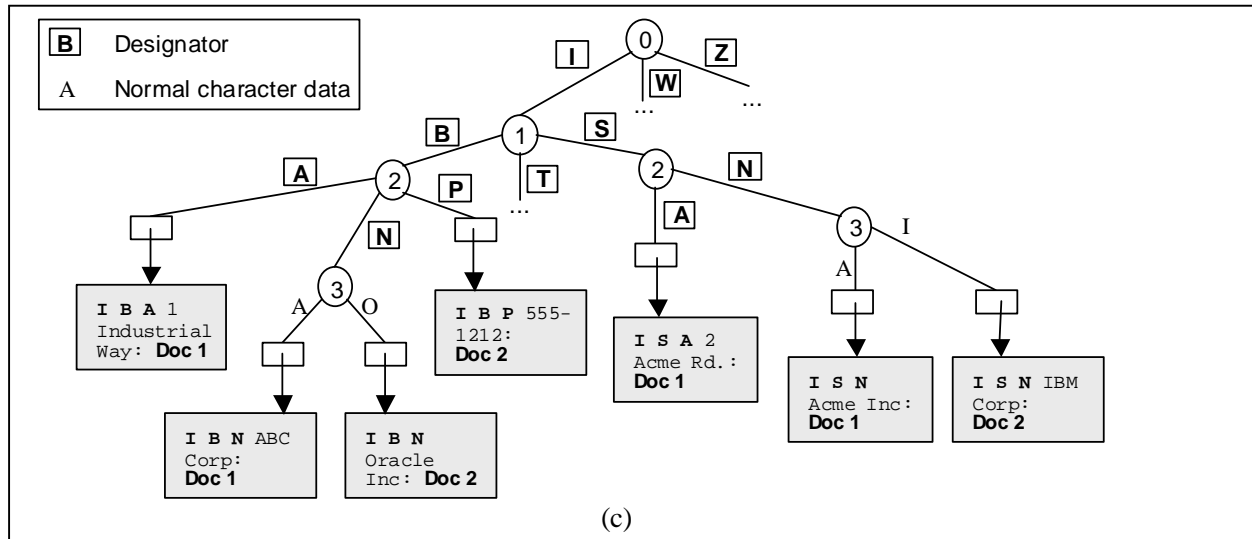 B Designator
A Normal character data
0
I
W
Z
...
...
1
B
S
T
...
2
A
P
N
2
N
A
3
A
O
3
A
I
I B A 1
Industrial
Way: Doc 1
I B P 555-
1212:
Doc 2
I S A 2
Acme Rd.:
Doc 1
I S N
Acme Inc:
Doc 1
I S N IBM
Corp:
Doc 2
I B N ABC
Corp:
Doc 1
I B N
Oracle
Inc: Doc 2
(c)